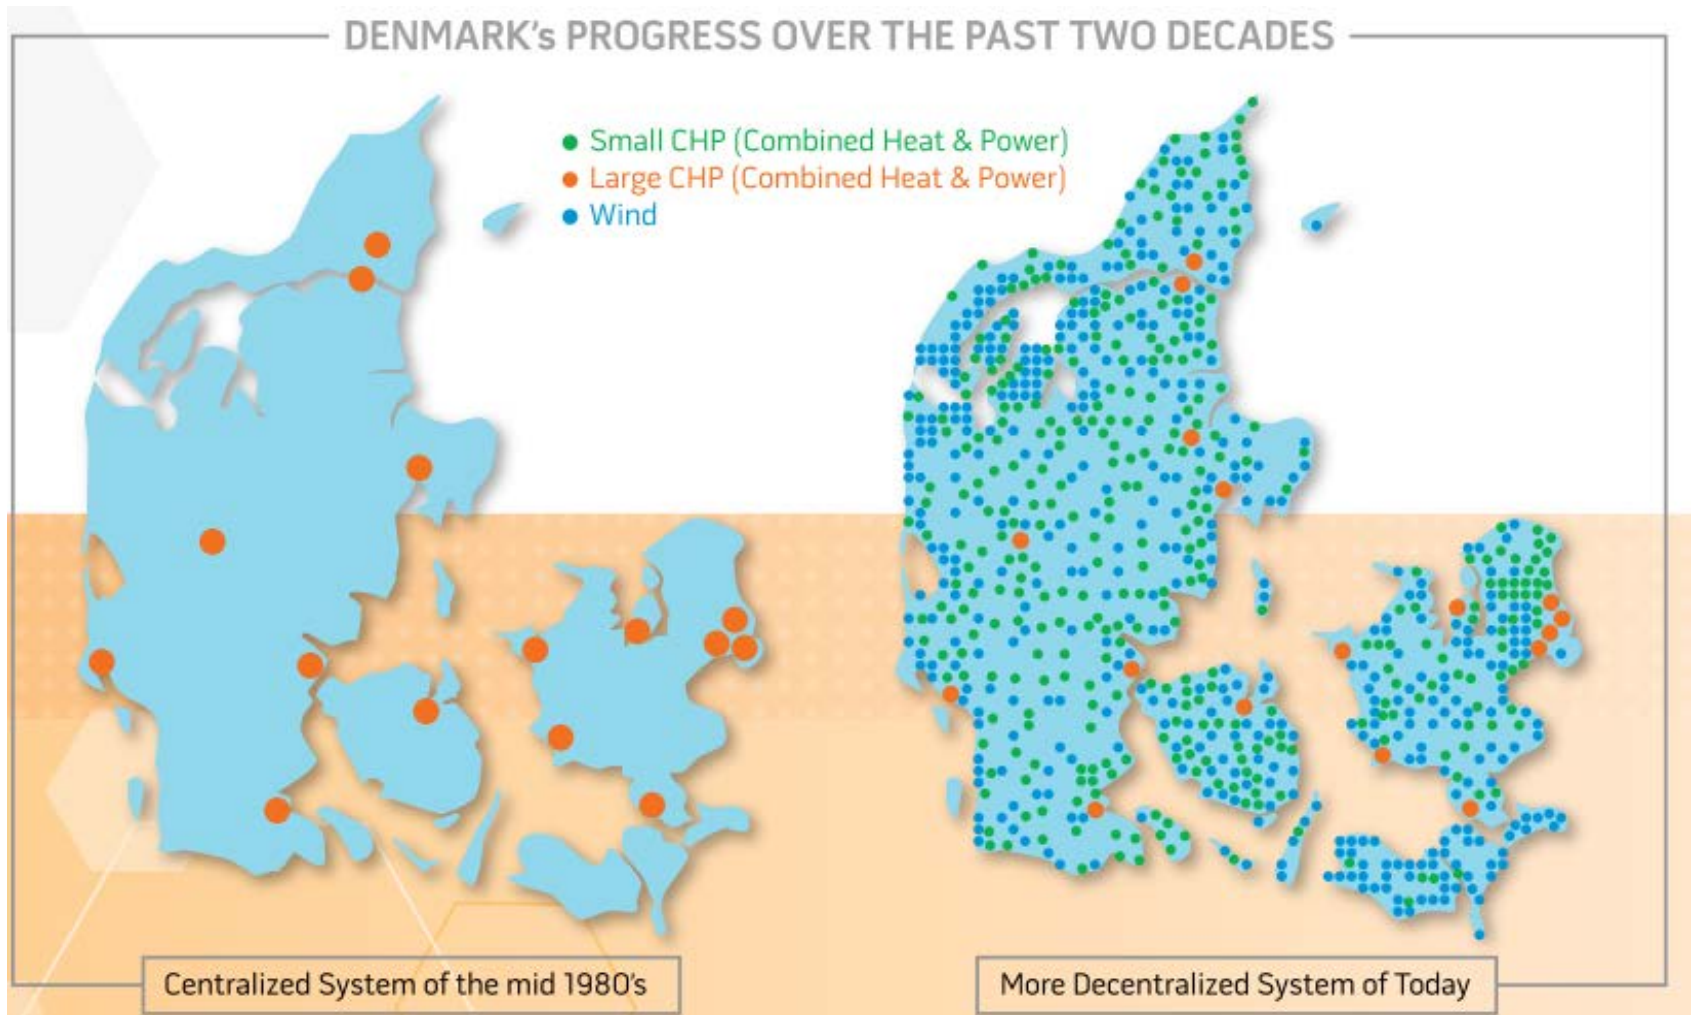 DENMARK's PROGRESS OVER THE PAST TWO DECADES
Small CHP (Combined Heat & Power)
Large CHP (Combined Heat & Power)
Wind
Centralized System of the mid 1980's
More Decentralized System of Today